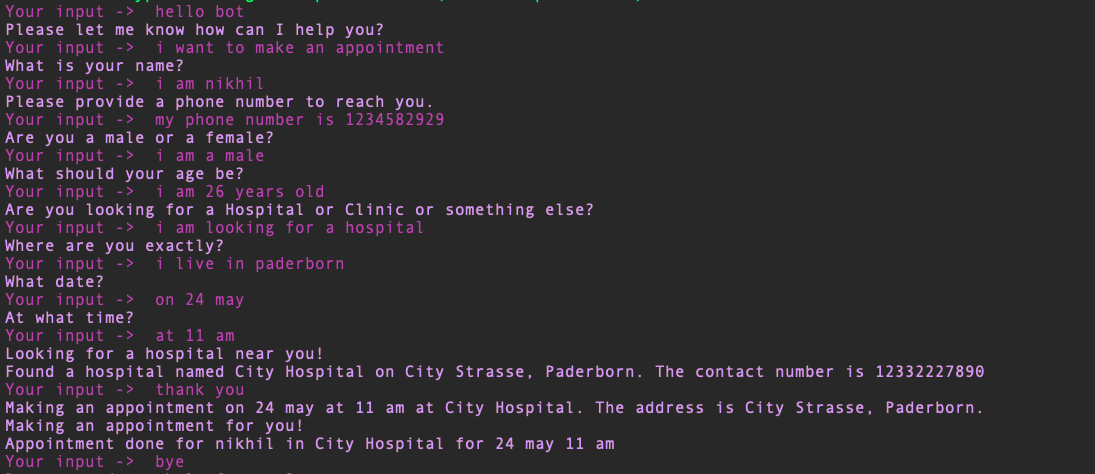 Your input ->  hello bot
Please let me know how can I help you?
Your input ->  i want to make an appointment
What is your name?
Your input ->  i am nikhil
Please provide a phone number to reach you.
Your input ->  my phone number is 1234582929
Are you a male or a female?
Your input ->  i am a male
What should your age be?
Your input ->  i am 26 years old
Are you looking for a Hospital or Clinic or something else?
Your input ->  i am looking for a hospital
Where are you exactly?
Your input ->  i live in paderborn
What date?
Your input ->  on 24 may
At what time?
Your input ->  at 11 am
Looking for a hospital near you!
Found a hospital named City Hospital on City Strasse, Paderborn. The contact number is 12332227890
Your input ->  thank you
Making an appointment on 24 may at 11 am at City Hospital. The address is City Strasse, Paderborn.
Making an appointment for you!
Appointment done for nikhil in City Hospital for 24 may 11 am
Your input ->  bye